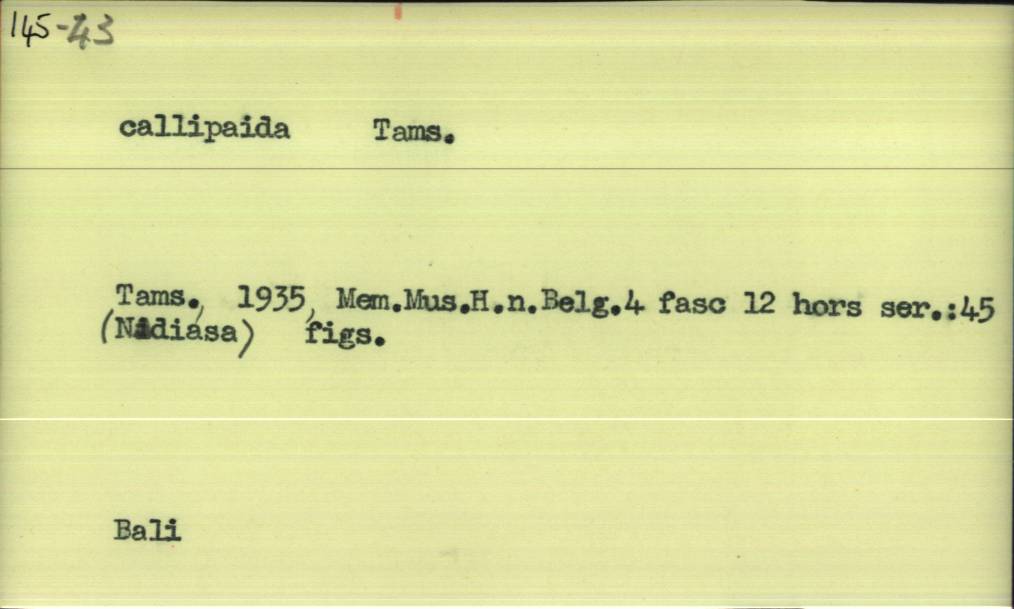 145-43
callipaida Tams.
Tams., 1935, Mem.Mus.H.n.Belg.4 fasc 12 hors ser.:45
(Nadiasa) figs.
Bali